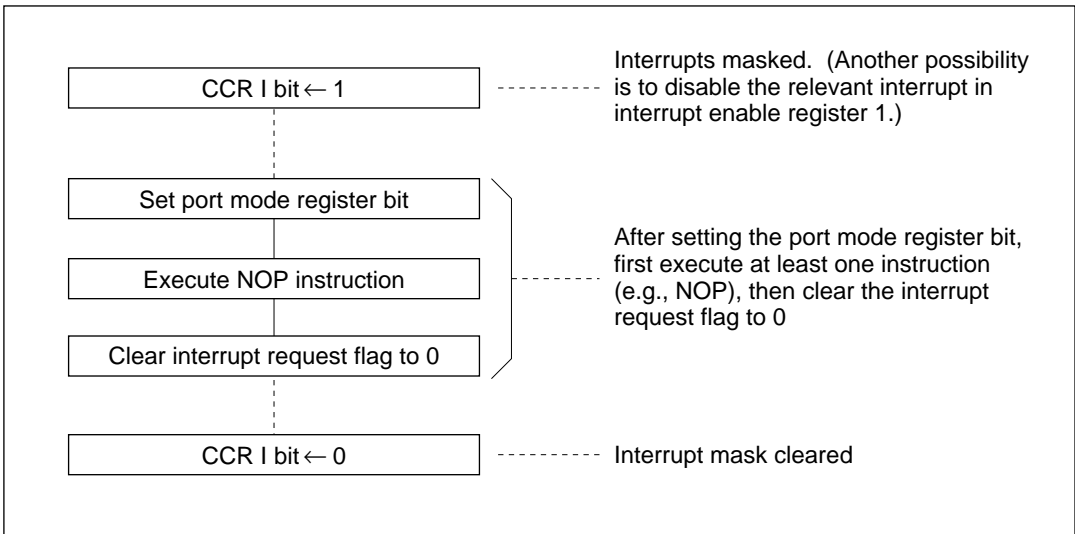 CCR I bit ← 1
Interrupts masked. (Another possibility
is to disable the relevant interrupt in
interrupt enable register 1.)
Set port mode register bit
Execute NOP instruction
Clear interrupt request flag to 0
After setting the port mode register bit,
first execute at least one instruction
(e.g., NOP), then clear the interrupt
request flag to 0
CCR I bit ← 0
Interrupt mask cleared